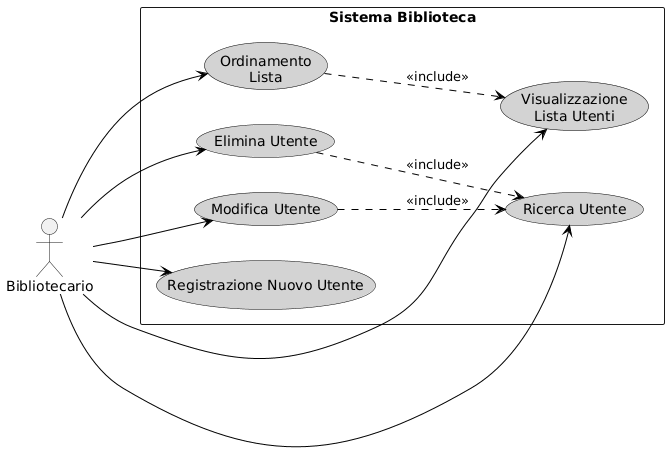 Sistema Biblioteca
Ordinamento
Lista
«include»
Visualizzazione
Lista Utenti
Elimina Utente
«include»
Modifica Utente
«include»
Ricerca Utente
Bibliotecario
Registrazione Nuovo Utente